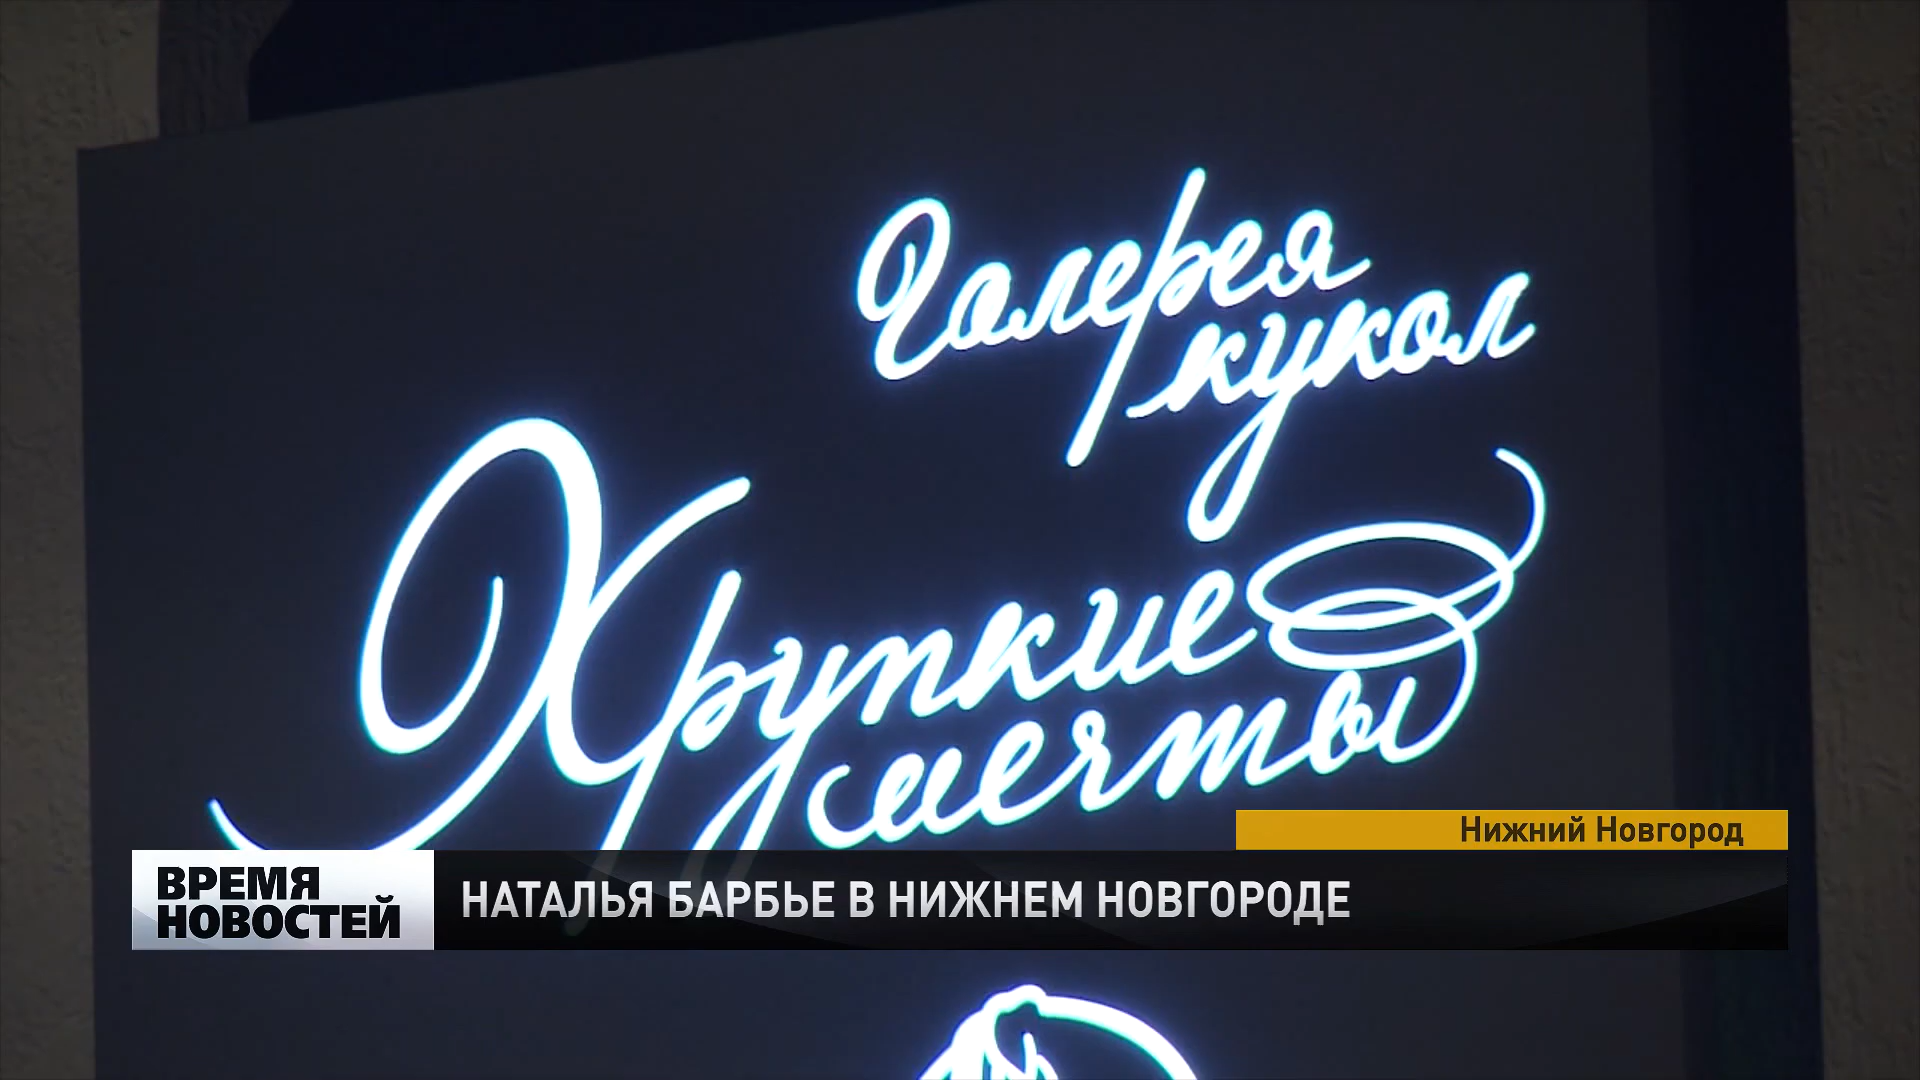 Галерея
кукол
Хрупкие
мечты
Нижний Новгород
ВРЕМЯ
НОВОСТЕЙ
НАТАЛЬЯ БАРБЬЕ В НИЖНЕМ НОВГОРОДЕ